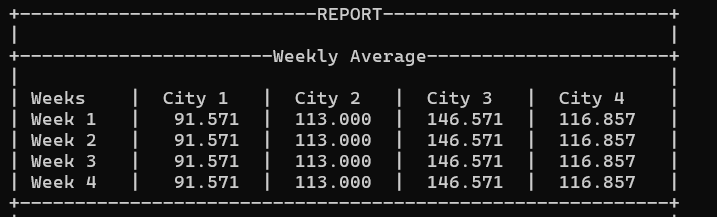 +---------------------------REPORT--------------------------+
|                                                           |
+-----------------------Weekly Average----------------------+
|                                                           |
| Weeks    |  City 1   |  City 2   |  City 3   |  City 4    |
| Week 1   |   91.571  |  113.000  |  146.571  |  116.857   |
| Week 2   |   91.571  |  113.000  |  146.571  |  116.857   |
| Week 3   |   91.571  |  113.000  |  146.571  |  116.857   |
| Week 4   |   91.571  |  113.000  |  146.571  |  116.857   |
+-----------------------------------------------------------+